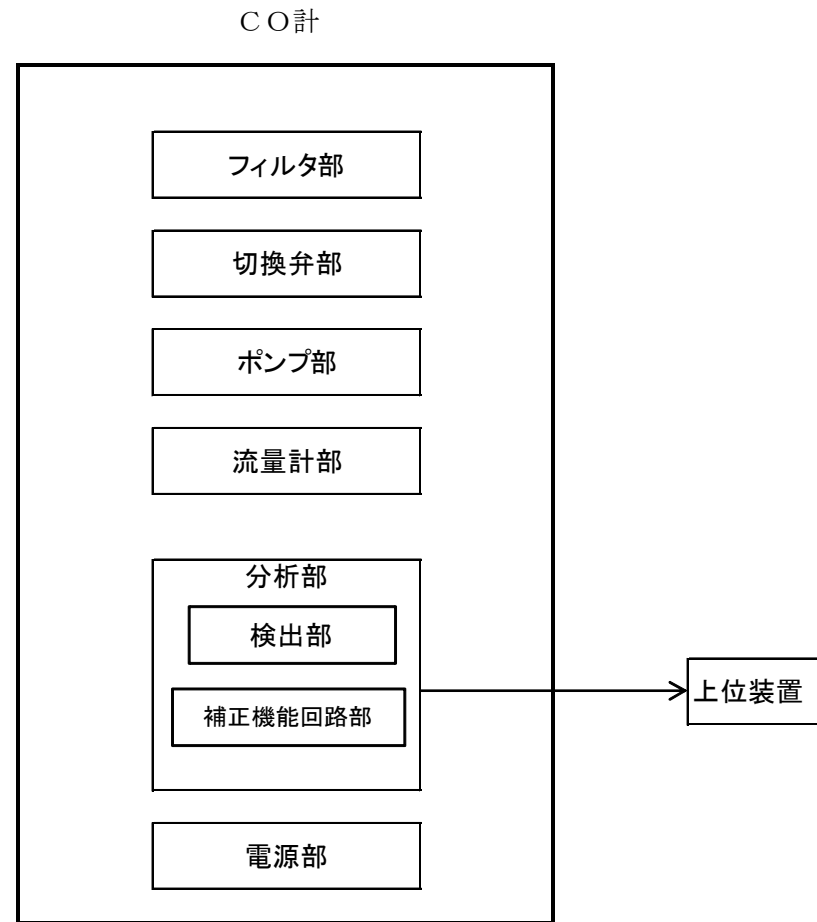 ＣＯ計
フィルタ部
切換弁部
ポンプ部
流量計部
分析部
検出部
補正機能回路部
上位装置
電源部